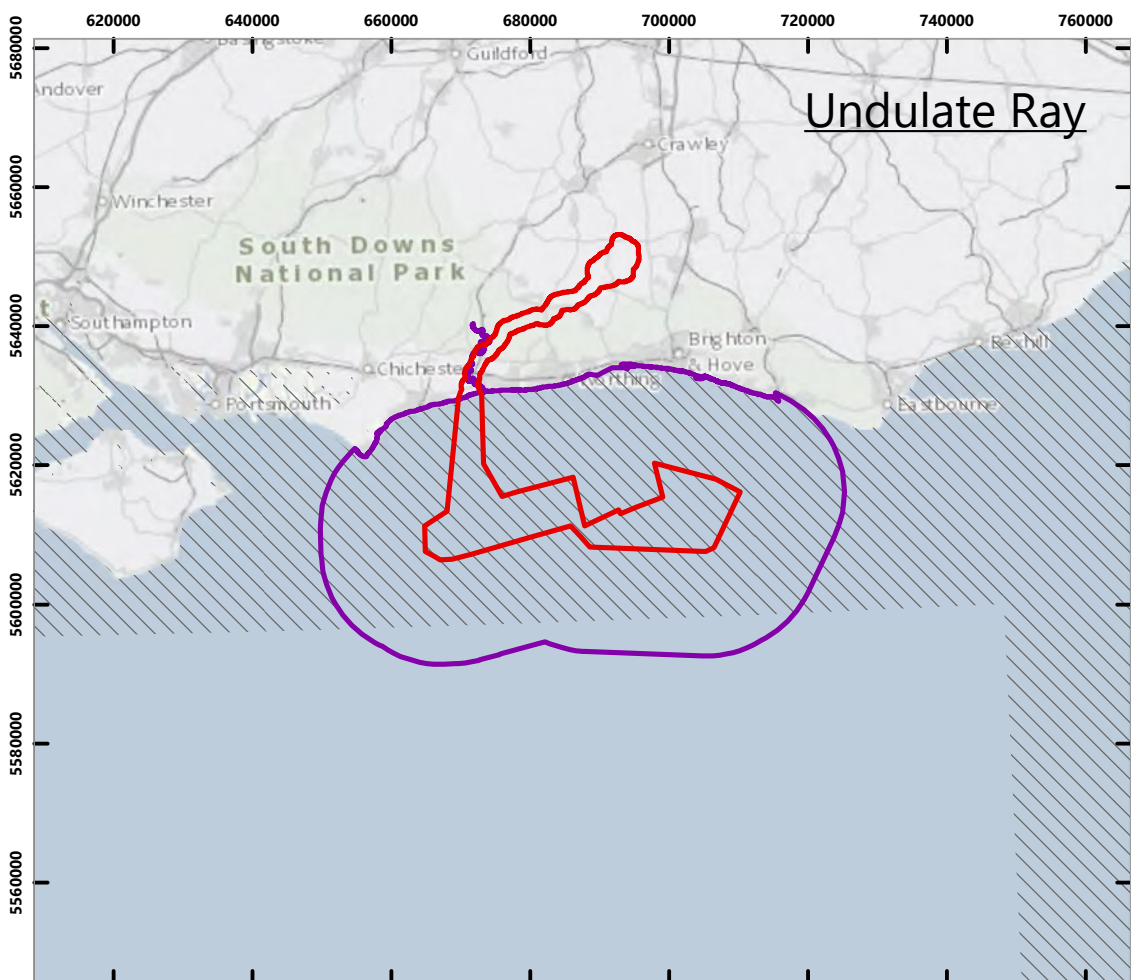 620000 640000 660000 680000 700000 720000 740000 760000
5680000
Basingstoke
Guildford
Andover
Undulate Ray
Crawley
5660000
Winchester
South Downs
National Park
5640000
t
Southampton
Brighton
& Hove
Bexhill
Chichester
Worthing
Portsmouth
Eastbourne
5620000
5600000
5580000
5560000